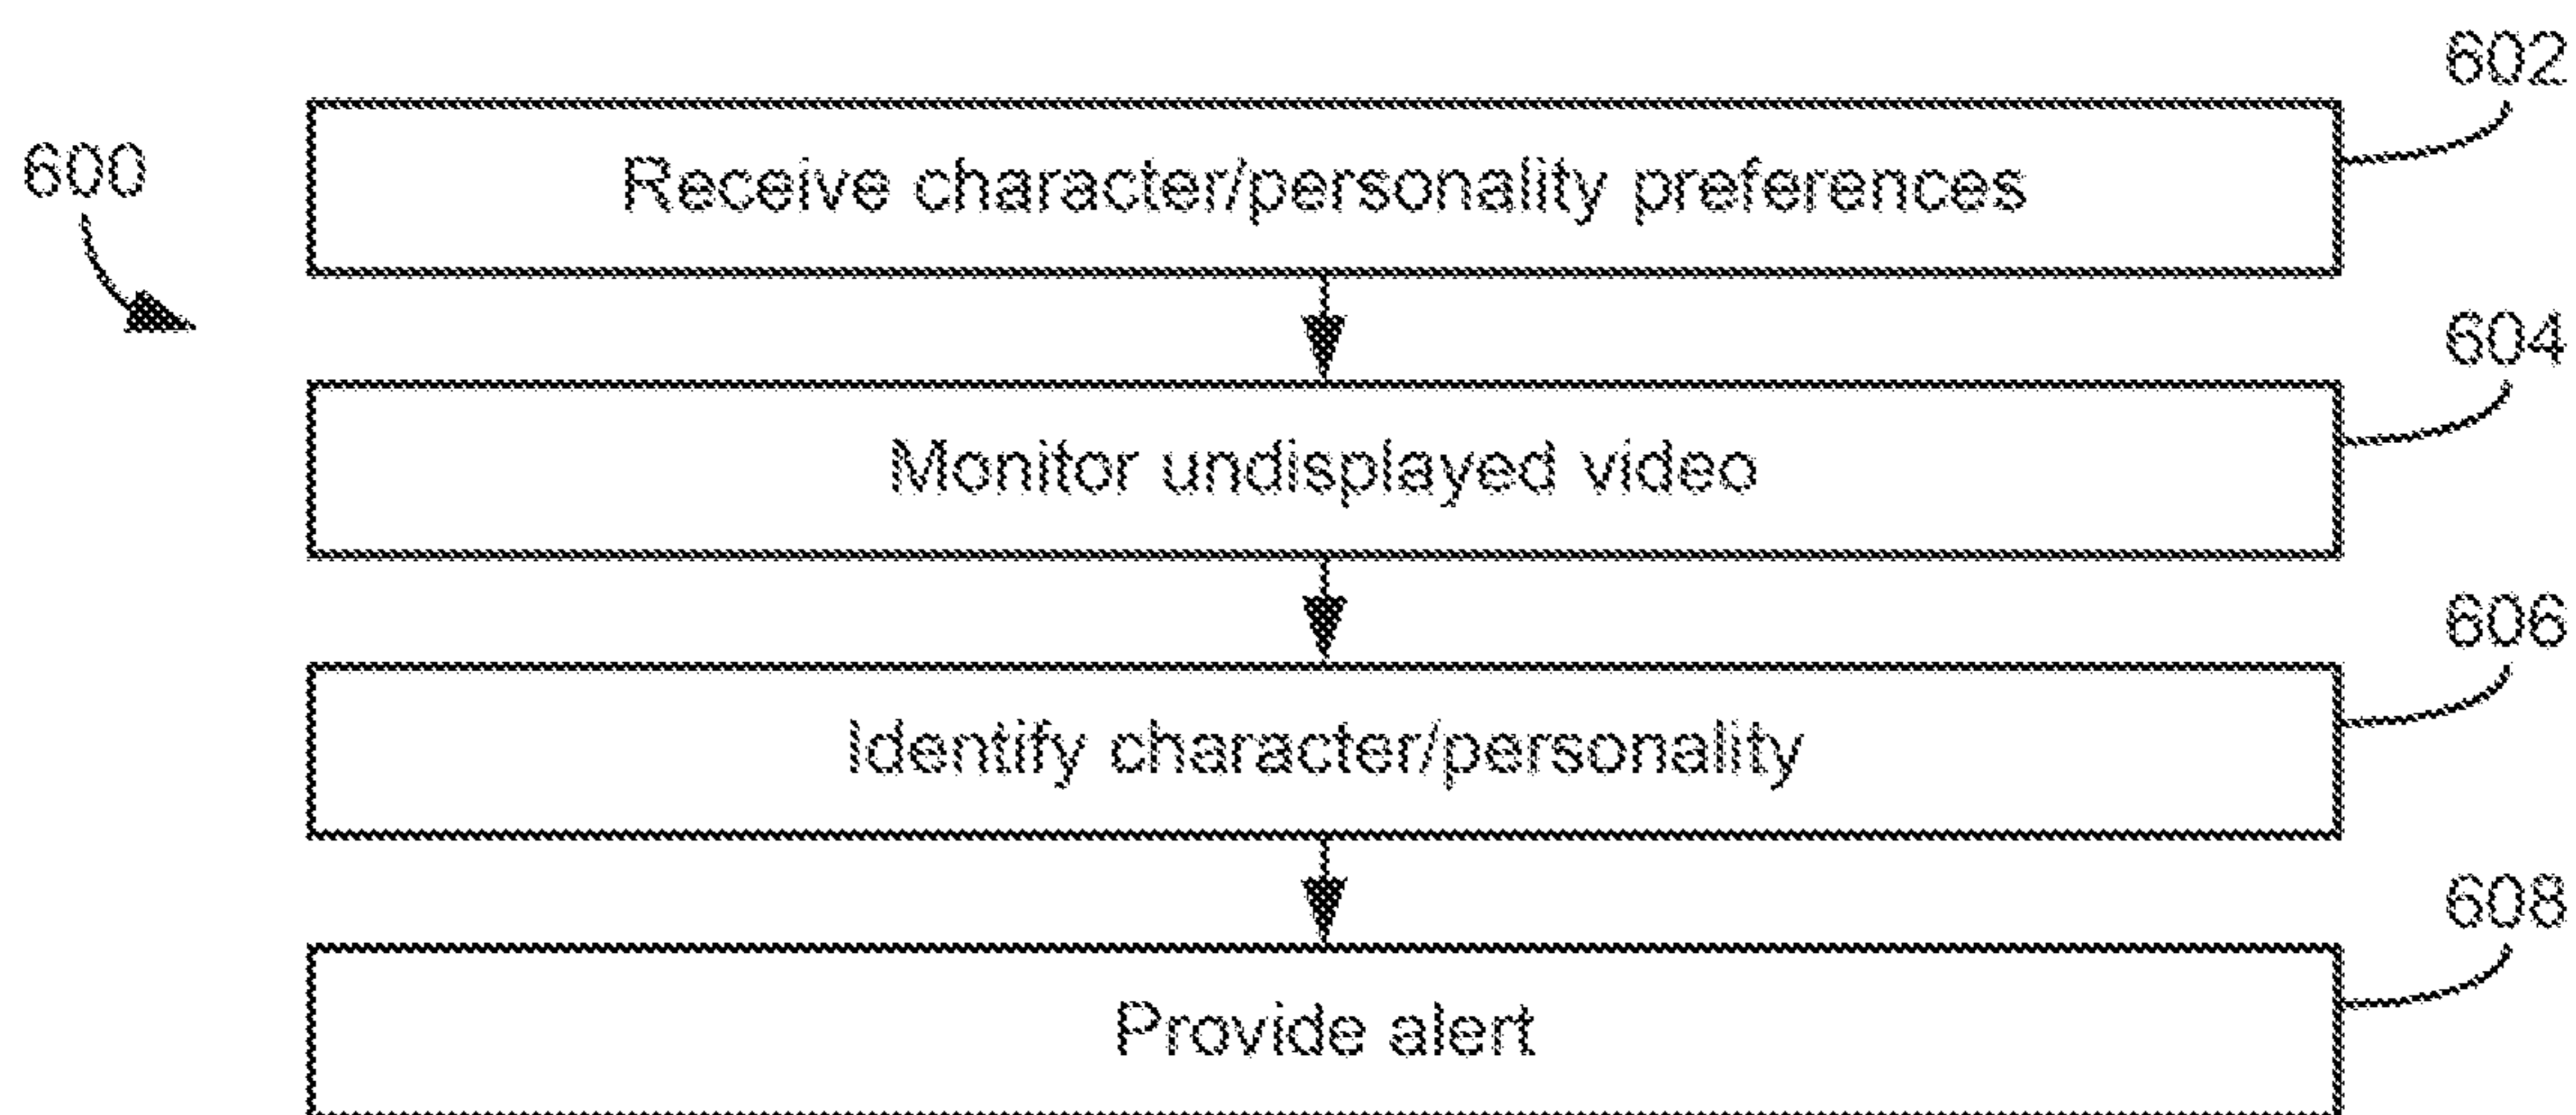 602
600
Receive character/personality preferences
604
Monitor undisplayed video
606
Identify character/personality
608
Provide alert